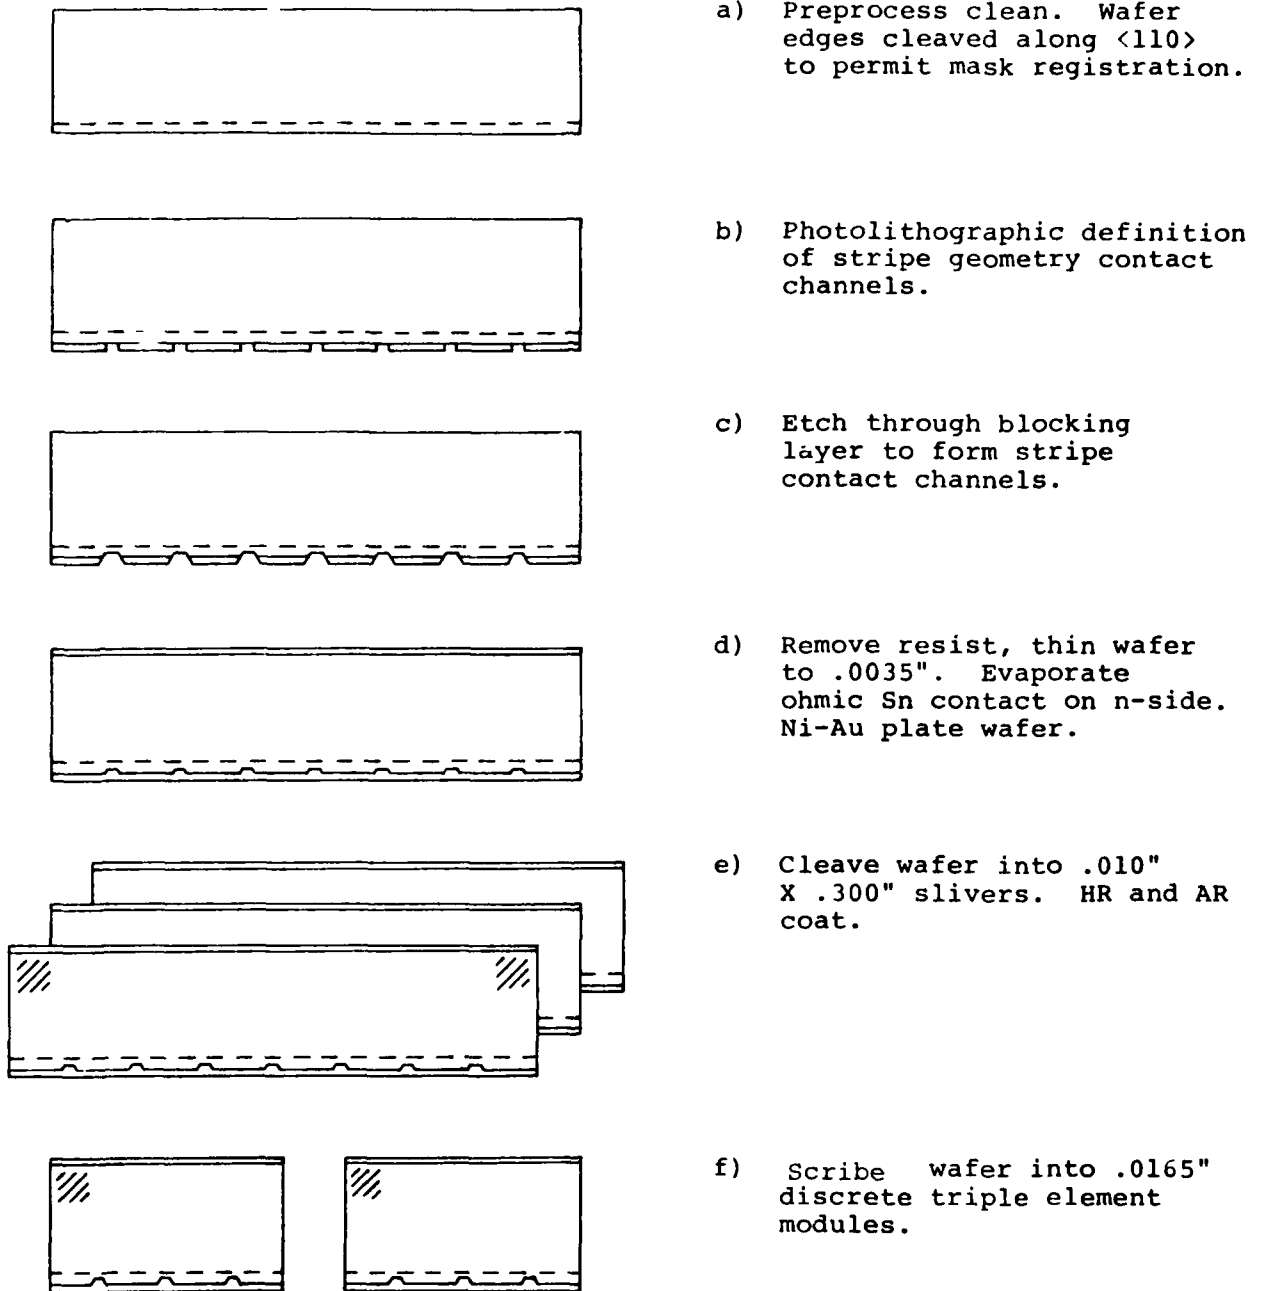 a) Preprocess clean. Wafer
edges cleaved along <110>
to permit mask registration.
b) Photolithographic definition
of stripe geometry contact
channels.
c) Etch through blocking
layer to form stripe
contact channels.
d) Remove resist, thin wafer
to .0035". Evaporate
ohmic Sn contact on n-side.
Ni-Au plate wafer.
e) Cleave wafer into .010"
X .300" slivers. HR and AR
coat.
f) Scribe wafer into .0165"
discrete triple element
modules.